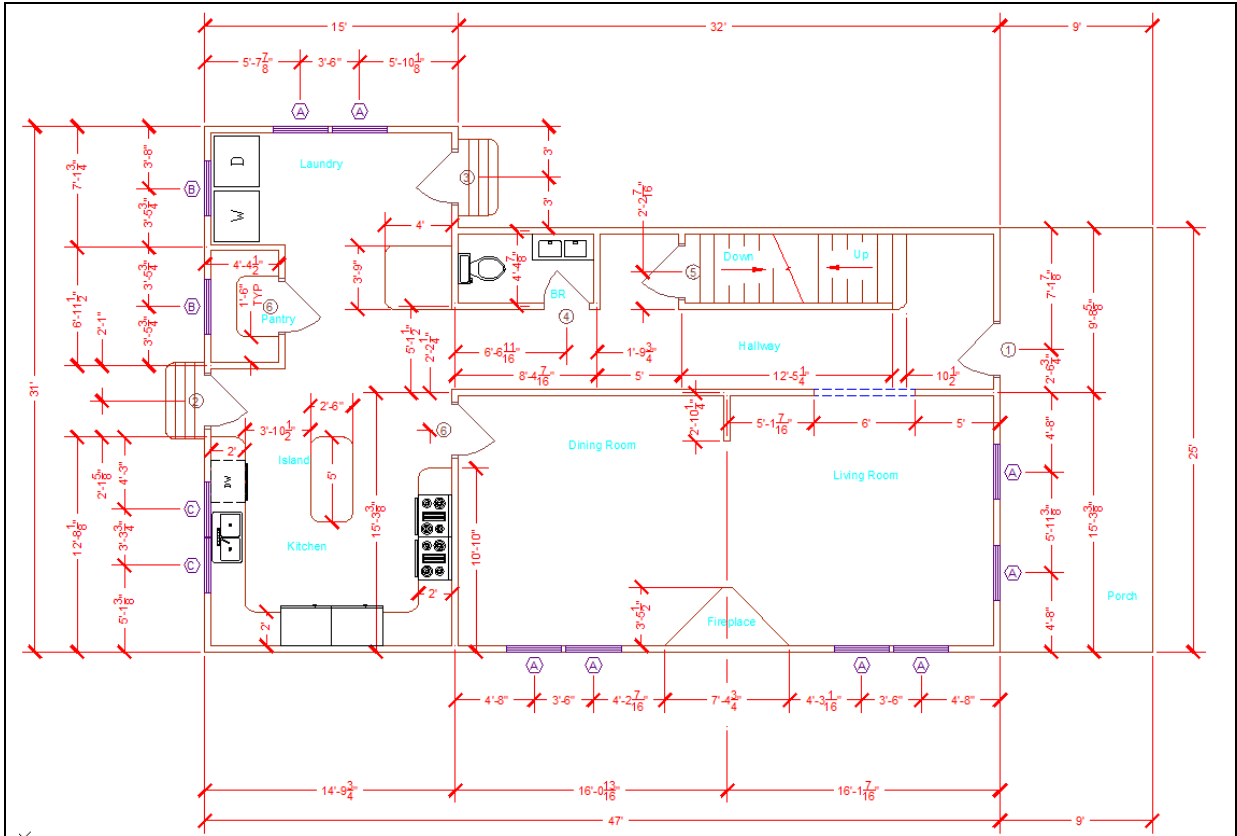 15'
32'
9'
5'-7 7/8"
3'-6"
5'-10 1/8"
A
A
Laundry
D
W
3
3'
3'
4'
7'-1 3/4"
3'-8"
3'-5 3/4"
B
31'
6'-11 1/2"
3'-5 3/4"
3'-5 3/4"
B
2'-1"
4'-4 1/2"
1'-6" TYP
6
Pantry
3'-9"
4'-4 7/8"
BR
4
2'-2 7/16"
5
Down
Up
Hallway
1
7'-1 7/8"
9'-8 5/8"
2'-6 3/4"
25'
5'-1 1/2"
2'-2 1/4"
6'-6 11/16"
1'-9 3/4"
8'-4 7/16"
5'
12'-5 1/4"
10 1/2"
2
2'-6"
3'-10 1/2"
6
2'-10 1/4"
5'-1 7/16"
6'
5'
4'-8"
Dining Room
Living Room
Island
2'
5'
DW
2'-1 5/8"
4'-3"
C
3'-3 3/4"
C
12'-8 1/8"
5'-1 3/8"
Kitchen
15'-3 3/8"
10'-10"
2'
2'
A
5'-11 3/8"
A
4'-8"
15'-3 3/8"
Porch
3'-5 1/2"
Fireplace
A
A
A
A
4'-8"
3'-6"
4'-2 7/16"
7'-4 3/4"
4'-3 1/16"
3'-6"
4'-8"
14'-9 3/4"
16'-0 13/16"
16'-1 7/16"
47'
9'